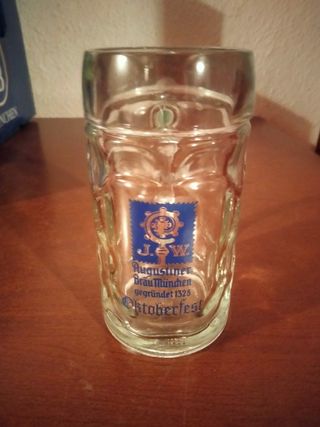 J. W.
Augustiner
Bräu München
gegründet 1328
Oktoberfest